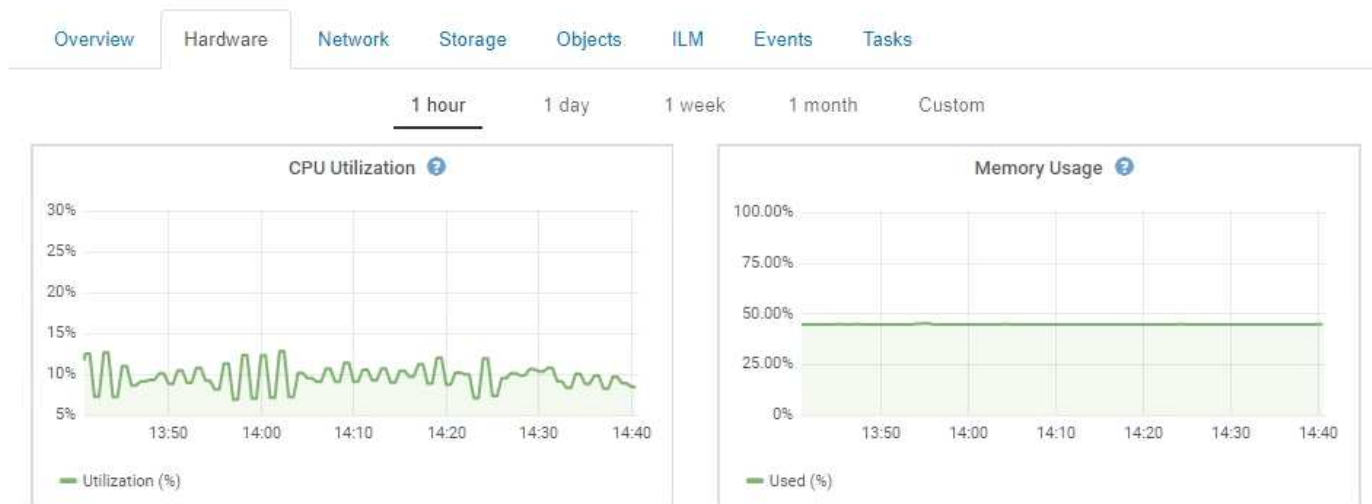 Overview Hardware Network Storage Objects ILM Events Tasks
1 hour 1 day 1 week 1 month Custom
CPU Utilization ?
30%
25%
20%
15%
10%
5%
13:50 14:00 14:10 14:20 14:30 14:40
Utilization (%)
Memory Usage ?
100.00%
75.00%
50.00%
25.00%
0%
13:50 14:00 14:10 14:20 14:30 14:40
Used (%)